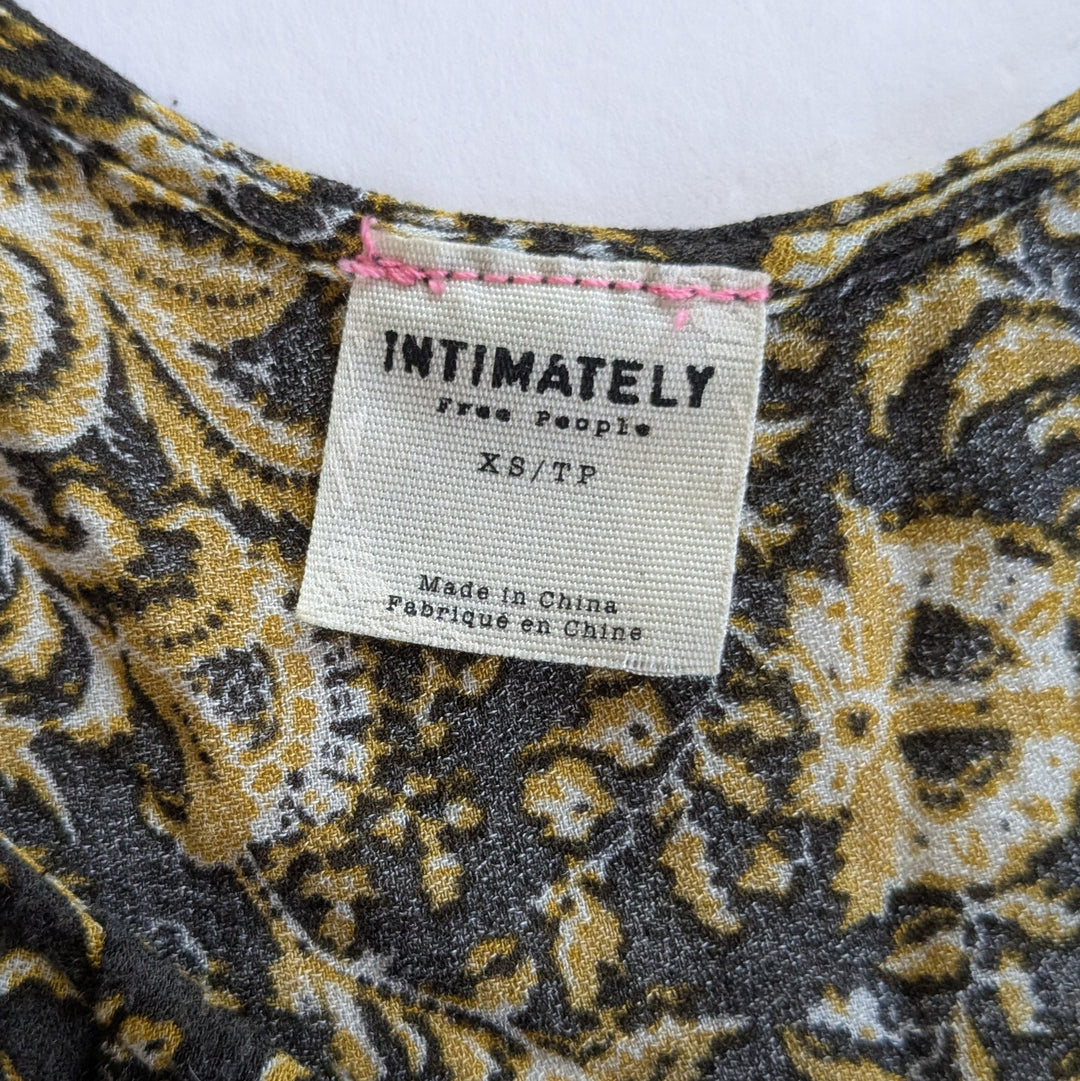 INTIMATELY
Free People
XS/TP
Made in China
Fabriqué en Chine